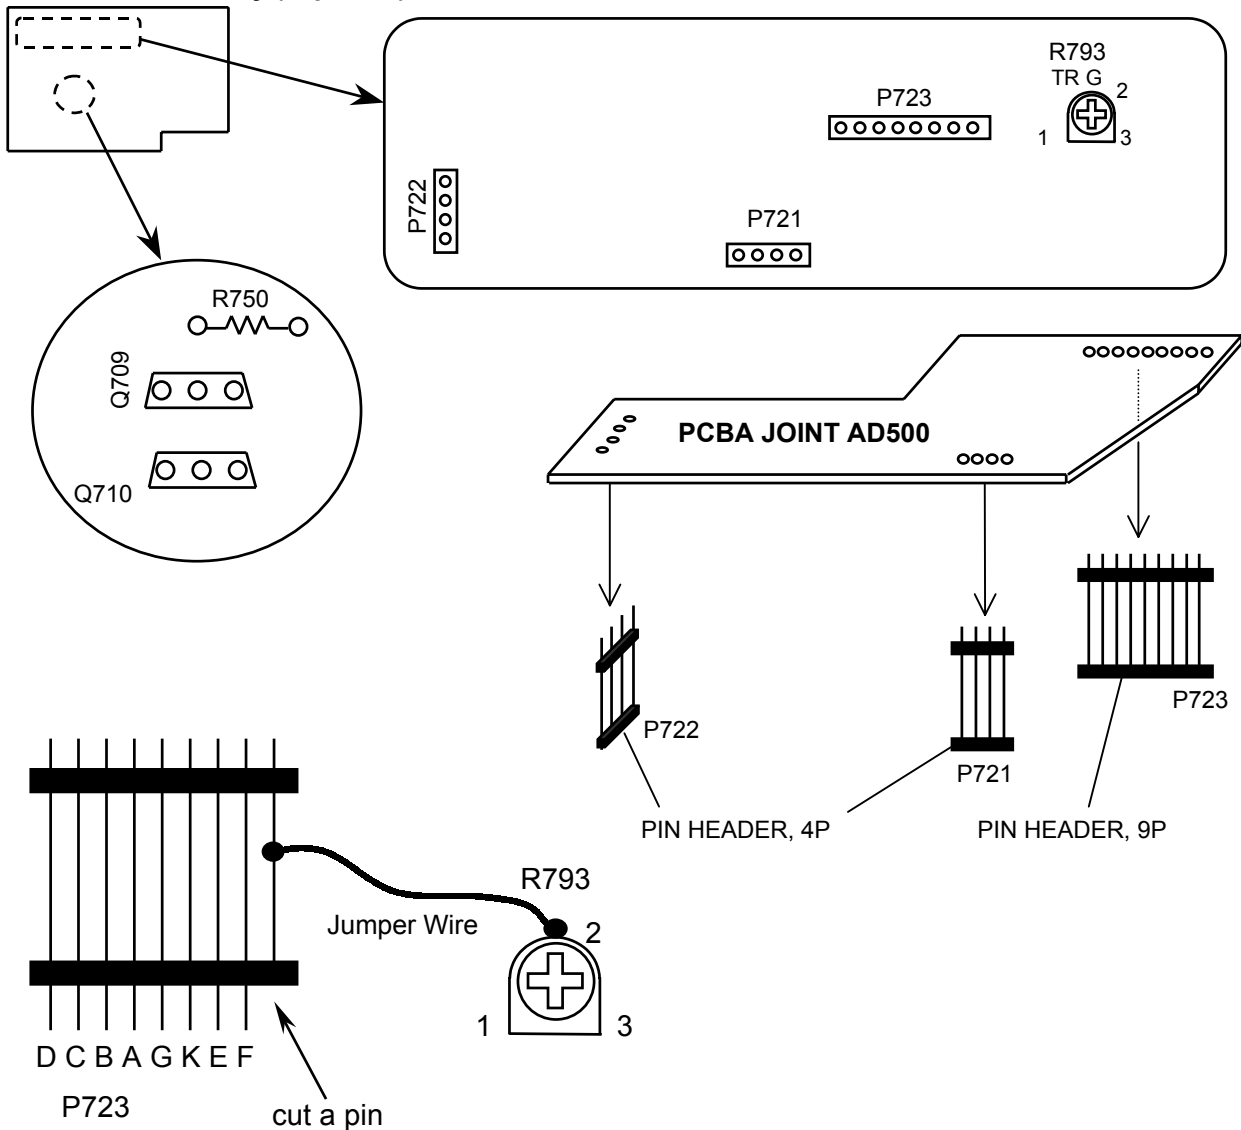 R793
TR G
2
P723
1
3
P722
P721
R750
Q709
Q710
PCBA JOINT AD500
P722
P721
P723
PIN HEADER, 4P
PIN HEADER, 9P
R793
Jumper Wire
2
1
3
D C B A G K E F
P723
cut a pin